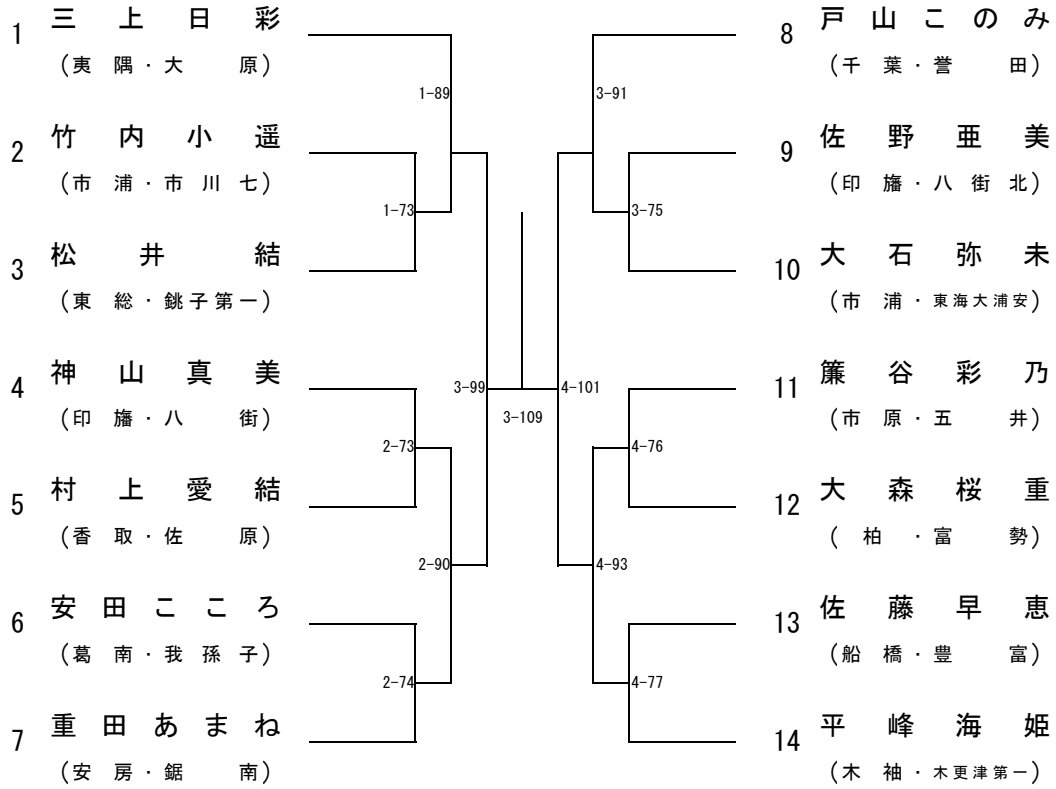 1 三上日彩
(夷隅・大原)
2 竹内小遥
(市浦・市川七)
3 松井結
(東総・銚子第一)
4 神山真美
(印旛・八街)
5 村上愛結
(香取・佐原)
6 安田こころ
(葛南・我孫子)
7 重田あまね
(安房・鋸南)
1-89
1-73
3-99
2-73
2-90
2-74
3-109
3-91
3-75
4-101
4-76
4-93
4-77
8 戸山このみ
(千葉・誉田)
9 佐野亜美
(印旛・八街北)
10 大石弥未
(市浦・東海大浦安)
11 簾谷彩乃
(市原・五井)
12 大森桜重
(柏・富勢)
13 佐藤早恵
(船橋・豊富)
14 平峰海姫
(木袖・木更津第一)